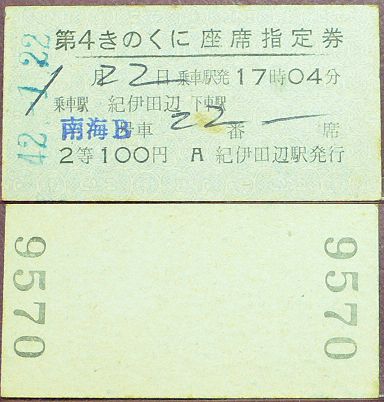 第4きのくに座席指定券
42.-1.22
1月22日乗車駅発17時04分
乗車駅 紀伊田辺 下車駅
南海B 号車 22 番 席
2等100円 A 紀伊田辺駅発行
9570
9570